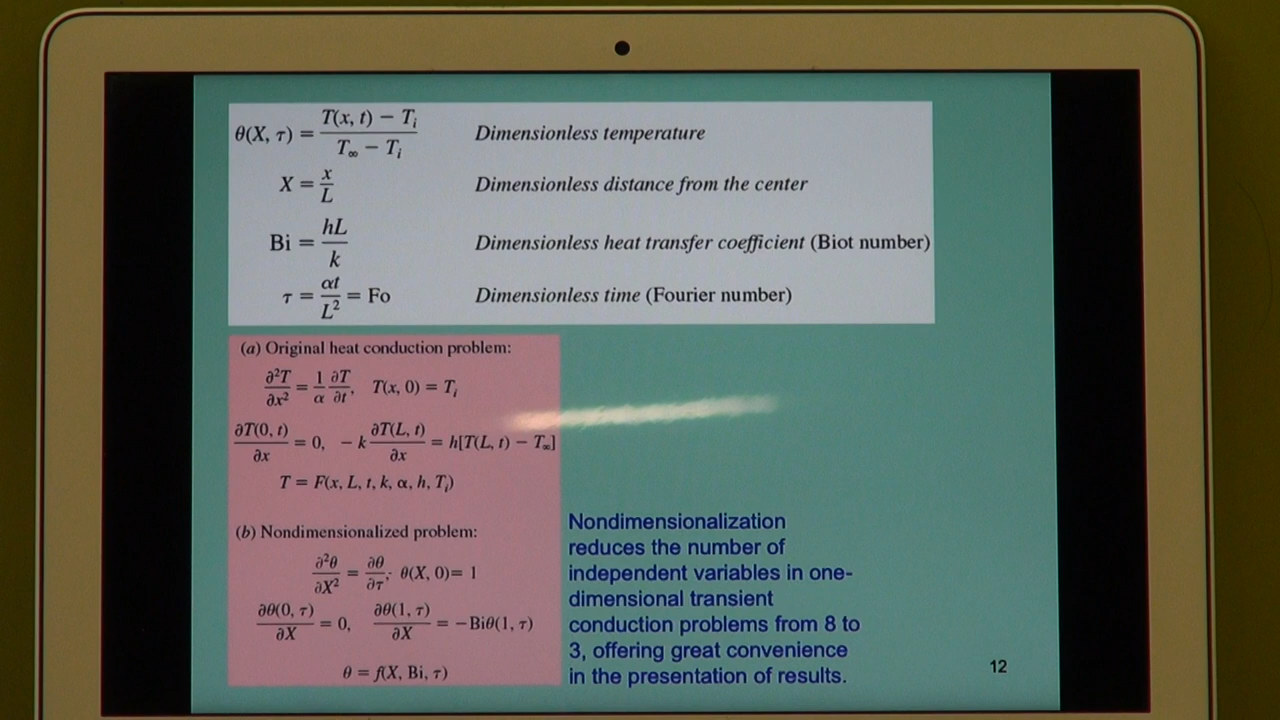 θ(X, τ) = (T(x, t) − T_i) / (T_∞ − T_i) Dimensionless temperature
X = x/L Dimensionless distance from the center
Bi = hL/k Dimensionless heat transfer coefficient (Biot number)
τ = αt/L² = Fo Dimensionless time (Fourier number)
(a) Original heat conduction problem:
∂²T/∂x² = 1/α ∂T/∂t, T(x, 0) = T_i
∂T(0, t)/∂x = 0, −k ∂T(L, t)/∂x = h[T(L, t) − T_∞]
T = F(x, L, t, k, α, h, T_i)
(b) Nondimensionalized problem:
∂²θ/∂X² = ∂θ/∂τ, θ(X, 0)= 1
∂θ(0, τ)/∂X = 0, ∂θ(1, τ)/∂X = −Biθ(1, τ)
θ = f(X, Bi, τ)
Nondimensionalization
reduces the number of
independent variables in one-
dimensional transient
conduction problems from 8 to
3, offering great convenience
in the presentation of results.
12